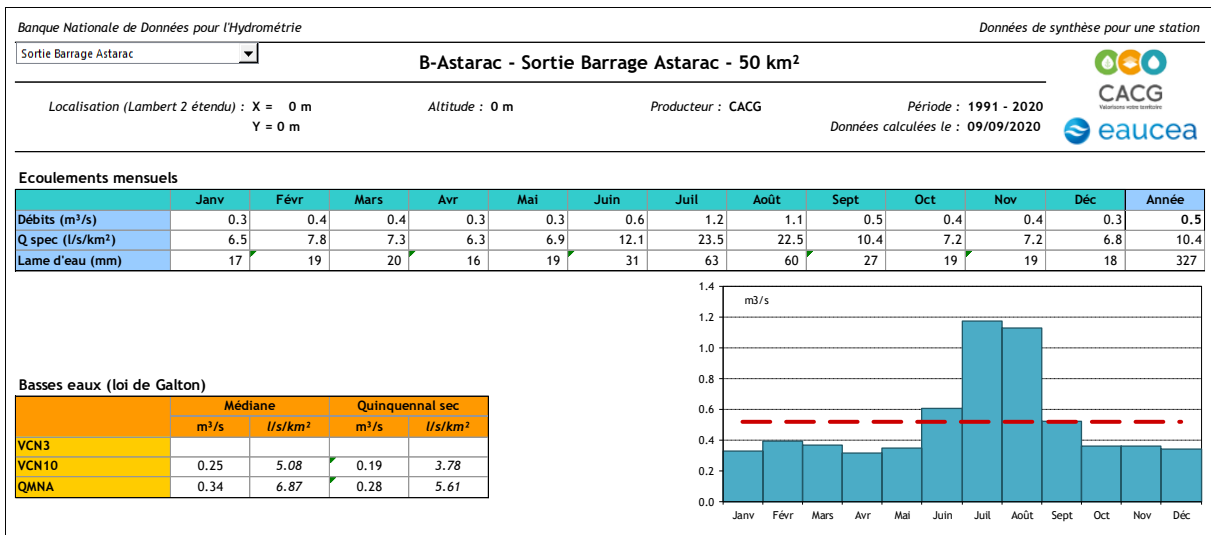 Banque Nationale de Données pour l'Hydrométrie Données de synthèse pour une station
Sortie Barrage Astarac
B-Astarac - Sortie Barrage Astarac - 50 km²
Localisation (Lambert 2 étendu) : X = 0 m Altitude : 0 m Producteur : CACG Période : 1991 - 2020
Y = 0 m Données calculées le : 09/09/2020
CACG
Valorisons votre territoire
eaucea
Ecoulements mensuels
Janv Févr Mars Avr Mai Juin Juil Août Sept Oct Nov Déc Année
Débits (m³/s) 0.3 0.4 0.4 0.3 0.3 0.6 1.2 1.1 0.5 0.4 0.4 0.3 0.5
Q spec (l/s/km²) 6.5 7.8 7.3 6.3 6.9 12.1 23.5 22.5 10.4 7.2 7.2 6.8 10.4
Lame d'eau (mm) 17 19 20 16 19 31 63 60 27 19 19 18 327
Basses eaux (loi de Galton)
Médiane Quinquennal sec
m³/s l/s/km² m³/s l/s/km²
VCN3
VCN10 0.25 5.08 0.19 3.78
QMNA 0.34 6.87 0.28 5.61
m3/s
1.4
1.2
1.0
0.8
0.6
0.4
0.2
0.0
Janv Févr Mars Avr Mai Juin Juil Août Sept Oct Nov Déc